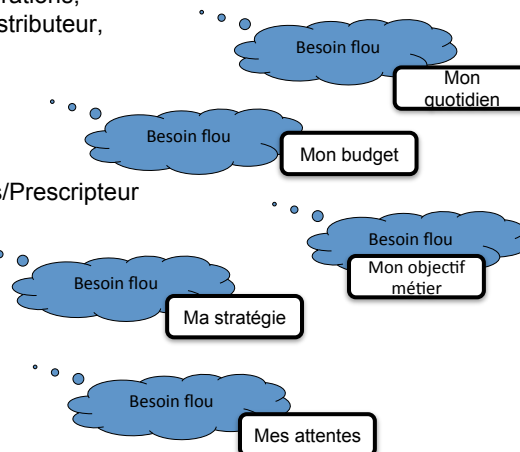 rations,
stributeur,
Besoin flou
Mon
quotidien
Besoin flou
Mon budget
s/Prescripteur
Besoin flou
Mon objectif
métier
Besoin flou
Ma stratégie
Besoin flou
Mes attentes